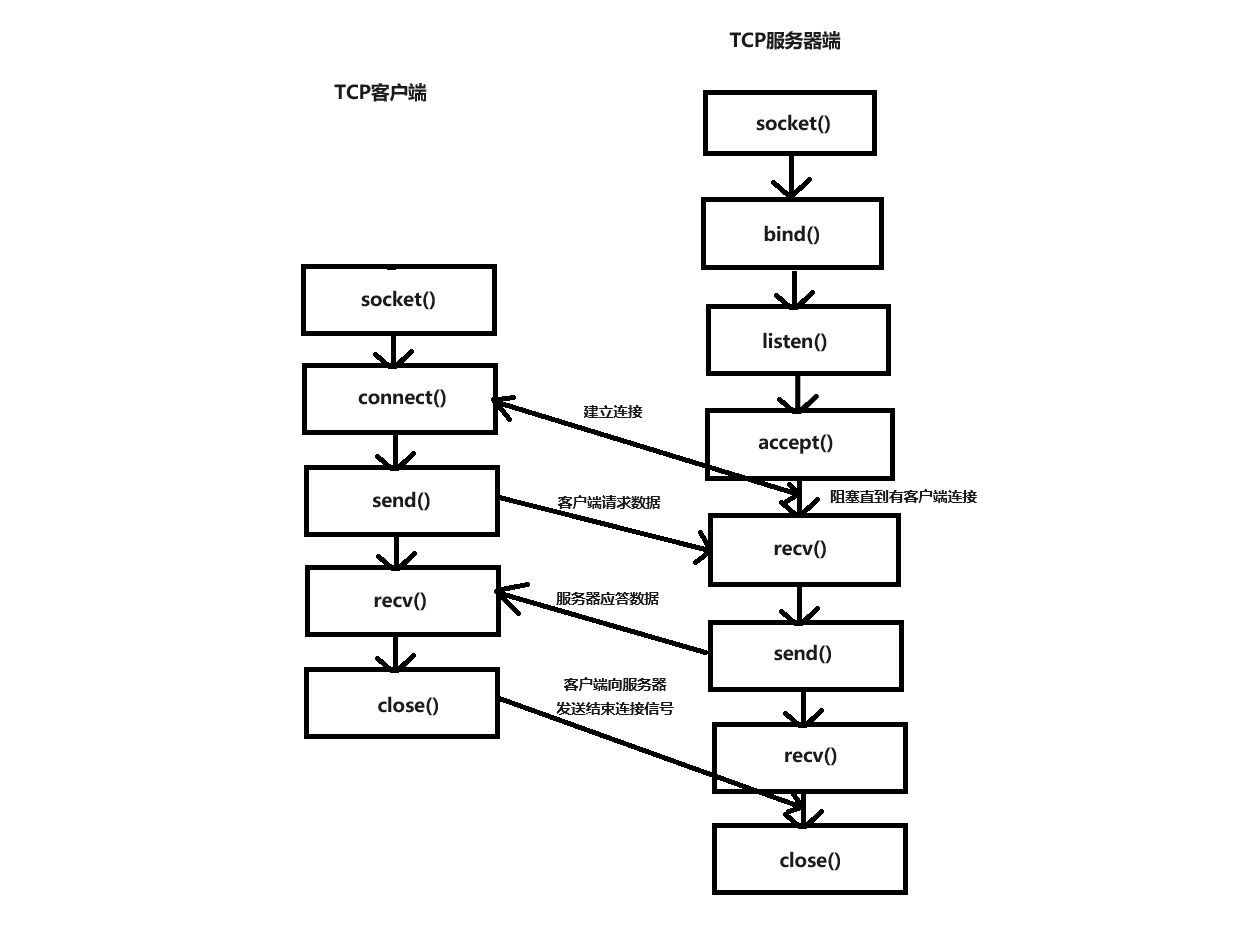 TCP服务器端
TCP客户端
socket()
bind()
socket()
listen()
connect()
建立连接
accept()
send()
客户端请求数据
阻塞直到有客户端连接
recv()
recv()
服务器应答数据
send()
客户端向服务器
发送结束连接信号
close()
recv()
close()